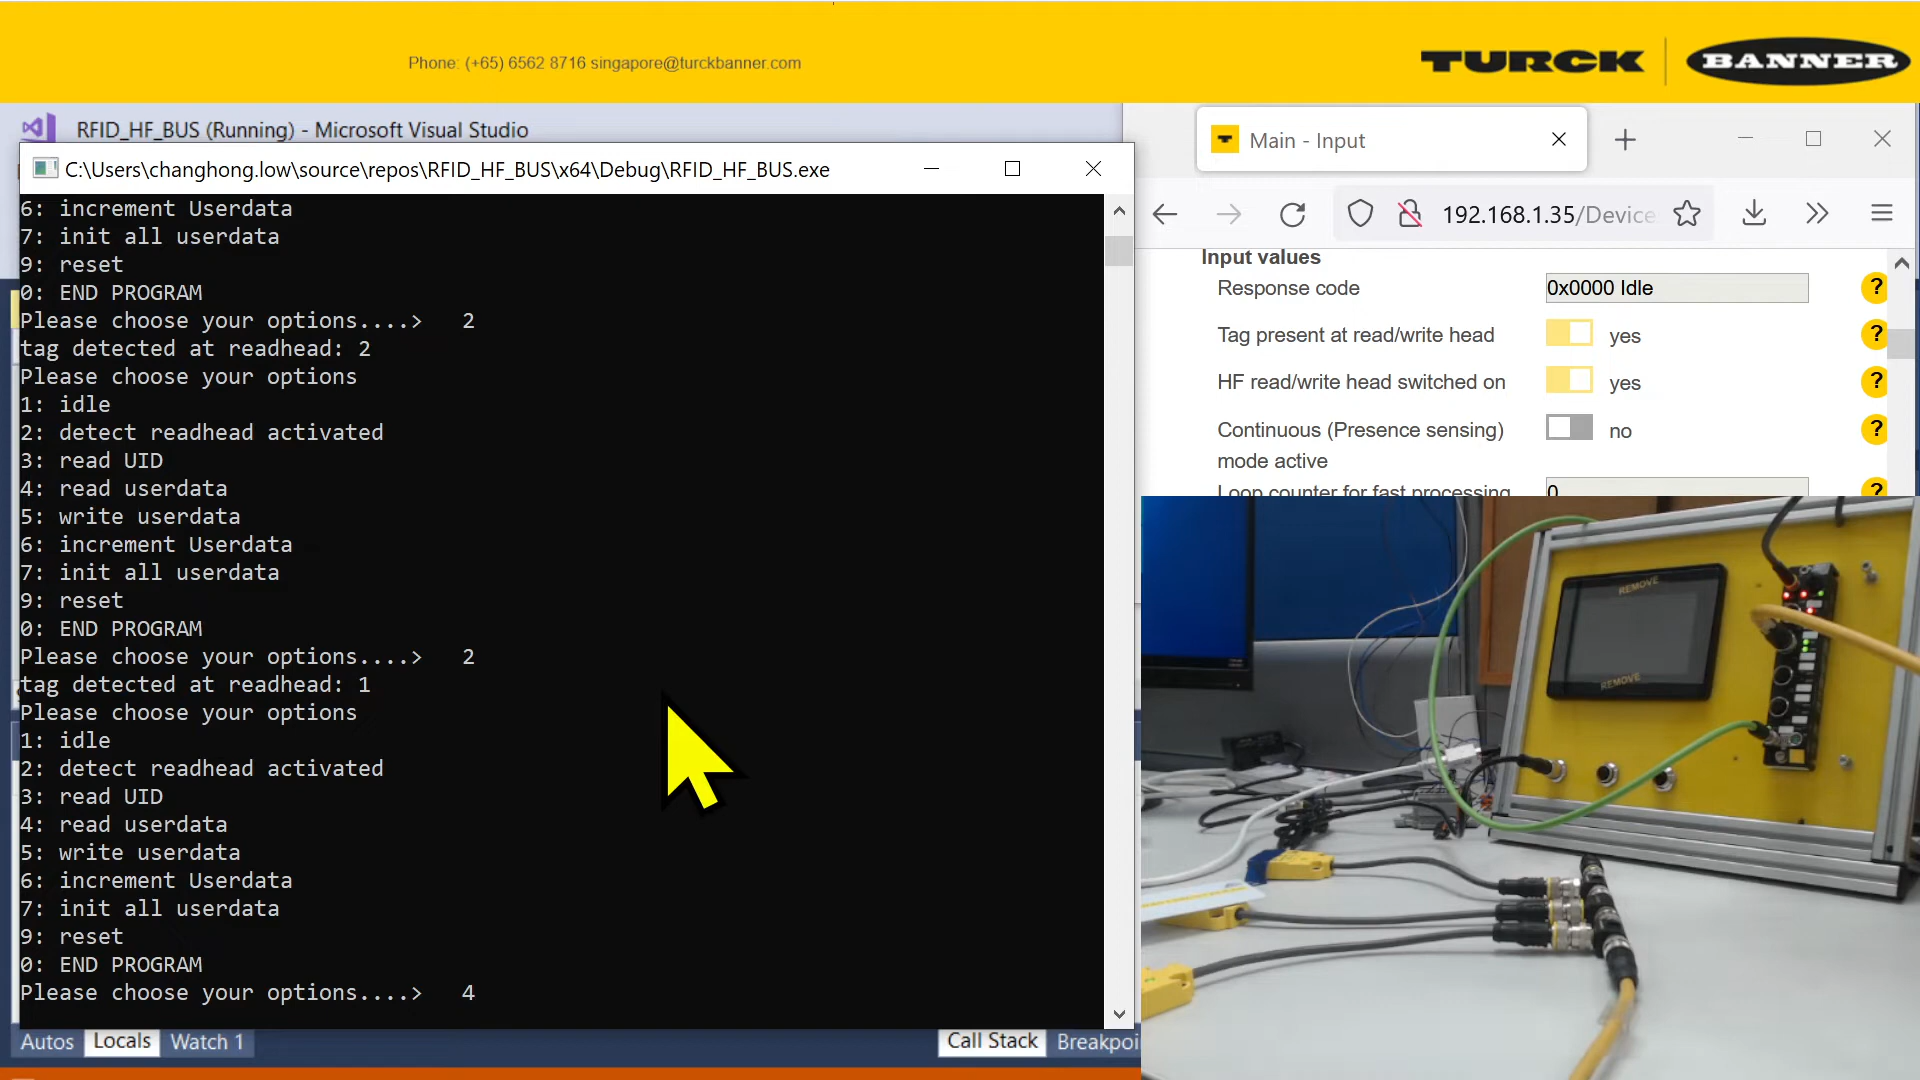 Phone: (+65) 6562 8716 singapore@turckbanner.com
TURCK
BANNER
RFID_HF_BUS (Running) - Microsoft Visual Studio
C:\Users\changhong.low\source\repos\RFID_HF_BUS\x64\Debug\RFID_HF_BUS.exe
6: increment Userdata
7: init all userdata
9: reset
0: END PROGRAM
Please choose your options....> 2
tag detected at readhead: 2
Please choose your options
1: idle
2: detect readhead activated
3: read UID
4: read userdata
5: write userdata
6: increment Userdata
7: init all userdata
9: reset
0: END PROGRAM
Please choose your options....> 2
tag detected at readhead: 1
Please choose your options
1: idle
2: detect readhead activated
3: read UID
4: read userdata
5: write userdata
6: increment Userdata
7: init all userdata
9: reset
0: END PROGRAM
Please choose your options....> 4
Autos Locals Watch 1
Call Stack Breakpoi
Main - Input
192.168.1.35/Device
Input values
Response code 0x0000 Idle ?
Tag present at read/write head yes ?
HF read/write head switched on yes ?
Continuous (Presence sensing) no ?
mode active
Loop counter for fast processing 0 ?
REMOVE
REMOVE